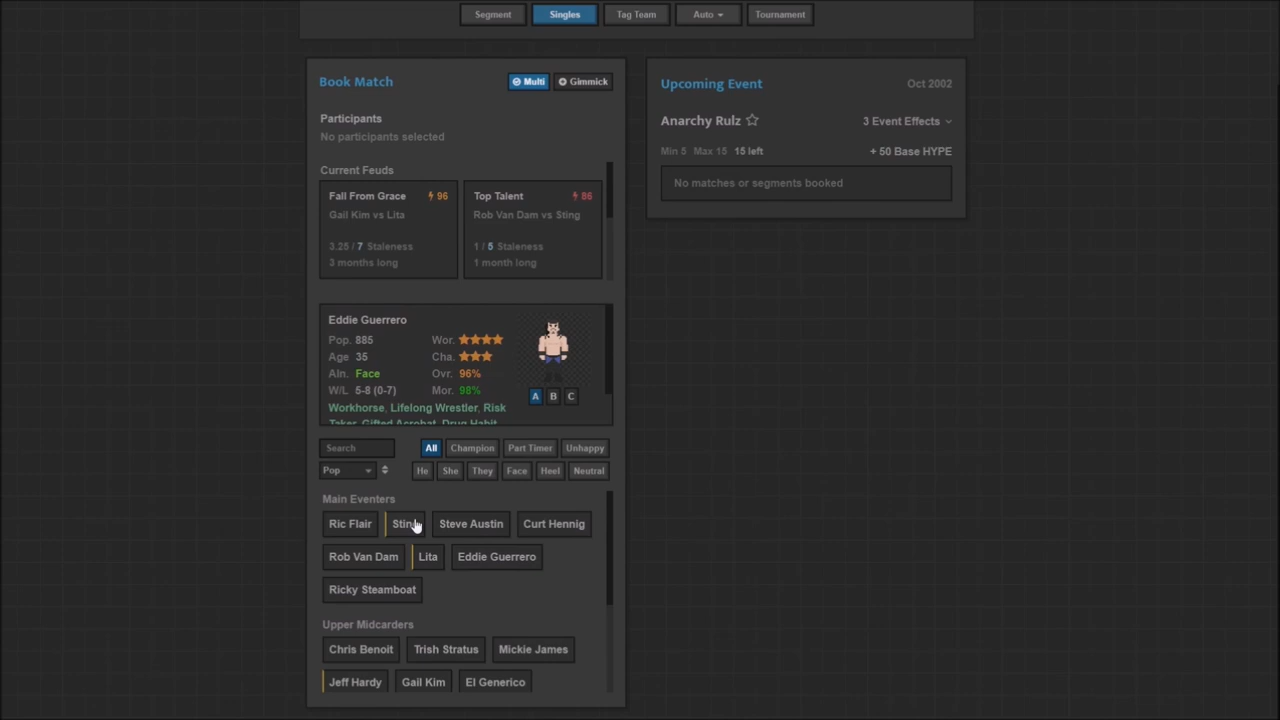 Segment Singles Tag Team Auto Tournament
Book Match Multi Gimmick
Participants
No participants selected
Current Feuds
Fall From Grace 96
Gail Kim vs Lita
3.25 / 7 Staleness
3 months long
Top Talent 86
Rob Van Dam vs Sting
1 / 5 Staleness
1 month long
Eddie Guerrero
Pop. 885 Wor.
Age 35 Cha.
Aln. Face Ovr. 96%
W/L 5-8 (0-7) Mor. 98%
A B C
Workhorse, Lifelong Wrestler, Risk
Taker, Gifted Acrobat, Drug Habit
Search All Champion Part Timer Unhappy
Pop He She They Face Heel Neutral
Main Eventers
Ric Flair Sting Steve Austin Curt Hennig
Rob Van Dam Lita Eddie Guerrero
Ricky Steamboat
Upper Midcarders
Chris Benoit Trish Stratus Mickie James
Jeff Hardy Gail Kim El Generico
Upcoming Event Oct 2002
Anarchy Rulz 3 Event Effects
Min 5 Max 15 15 left + 50 Base HYPE
No matches or segments booked